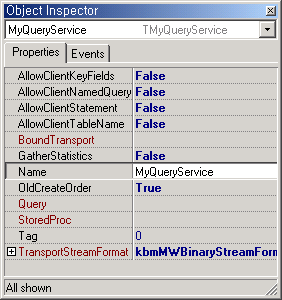 Object Inspector
MyQueryService TMyQueryService
Properties Events
AllowClientKeyFields False
AllowClientNamedQuery False
AllowClientStatement False
AllowClientTableName False
BoundTransport
GatherStatistics False
Name MyQueryService
OldCreateOrder True
Query
StoredProc
Tag 0
TransportStreamFormat kbmMWBinaryStreamForm
All shown